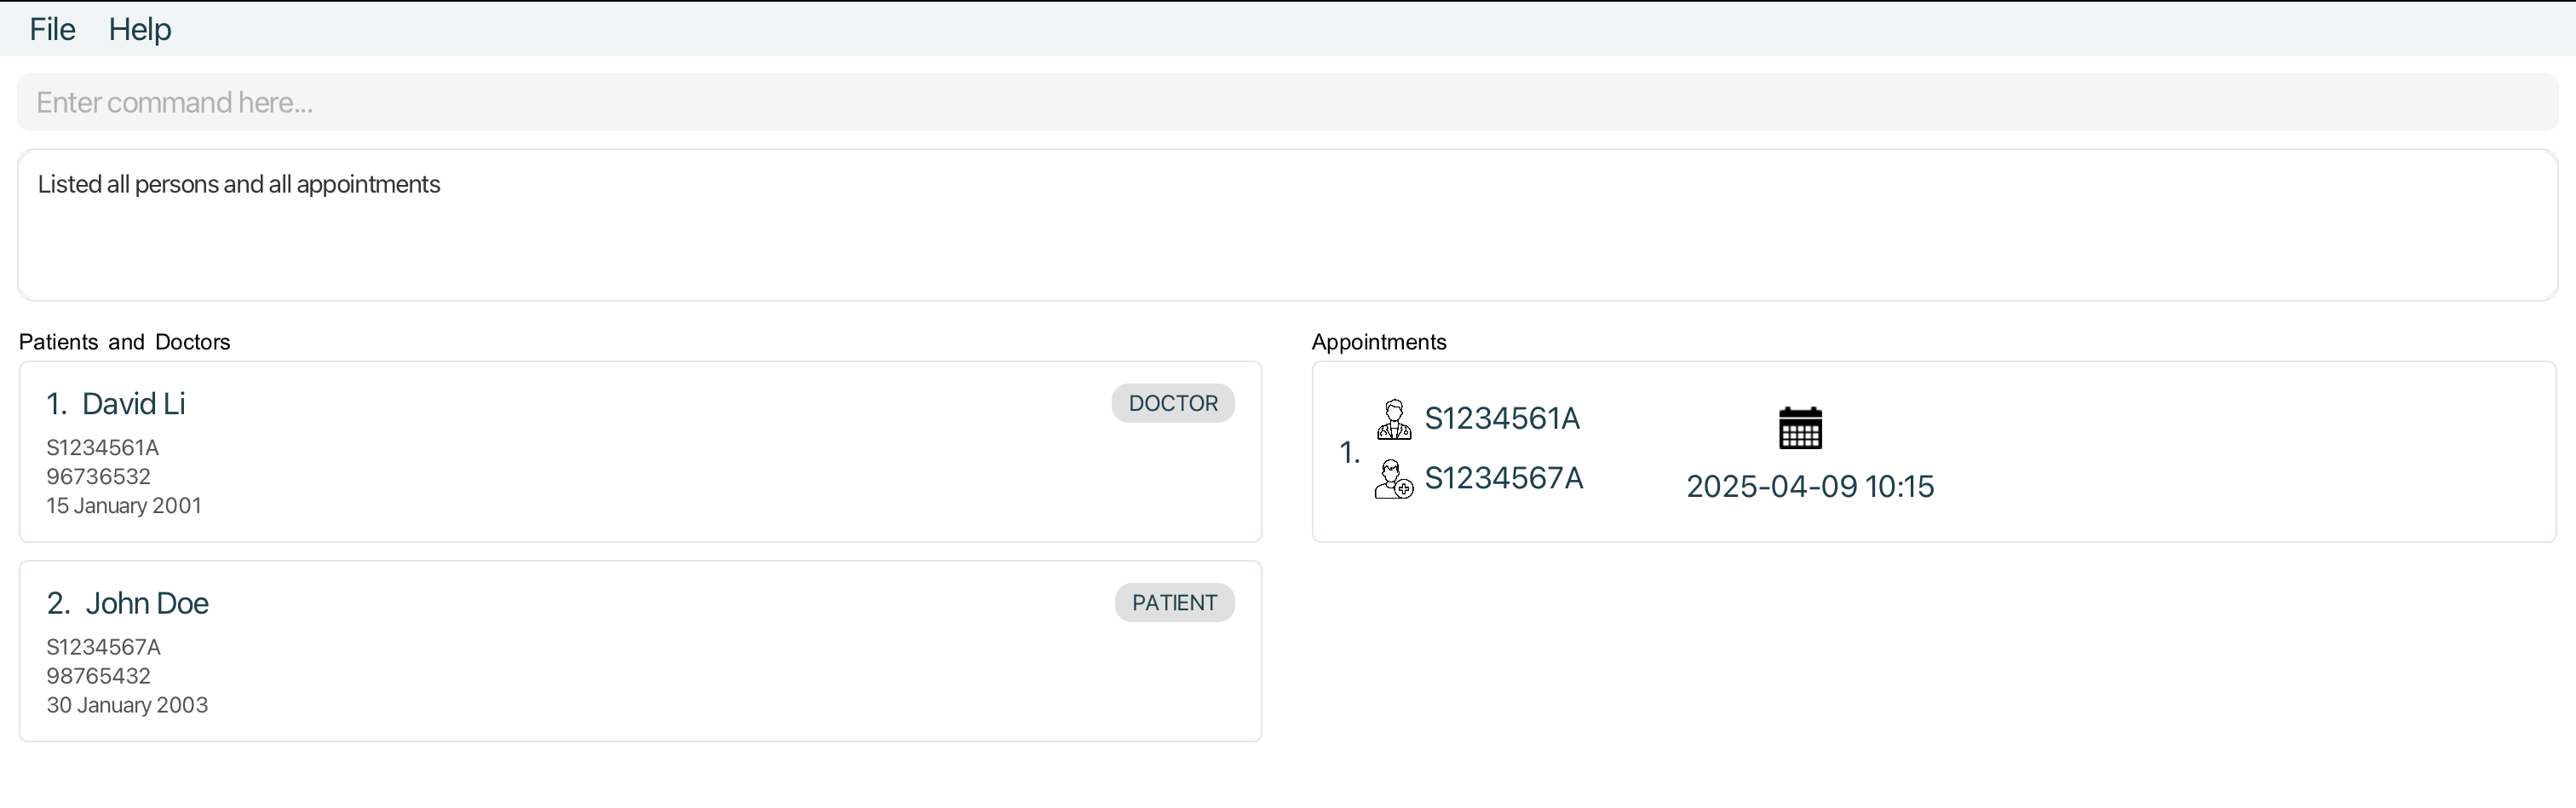 File Help
Enter command here...
Listed all persons and all appointments
Patients and Doctors
1. David Li
DOCTOR
S1234561A
96736532
15 January 2001
2. John Doe
PATIENT
S1234567A
98765432
30 January 2003
Appointments
1.
S1234561A
S1234567A
2025-04-09 10:15